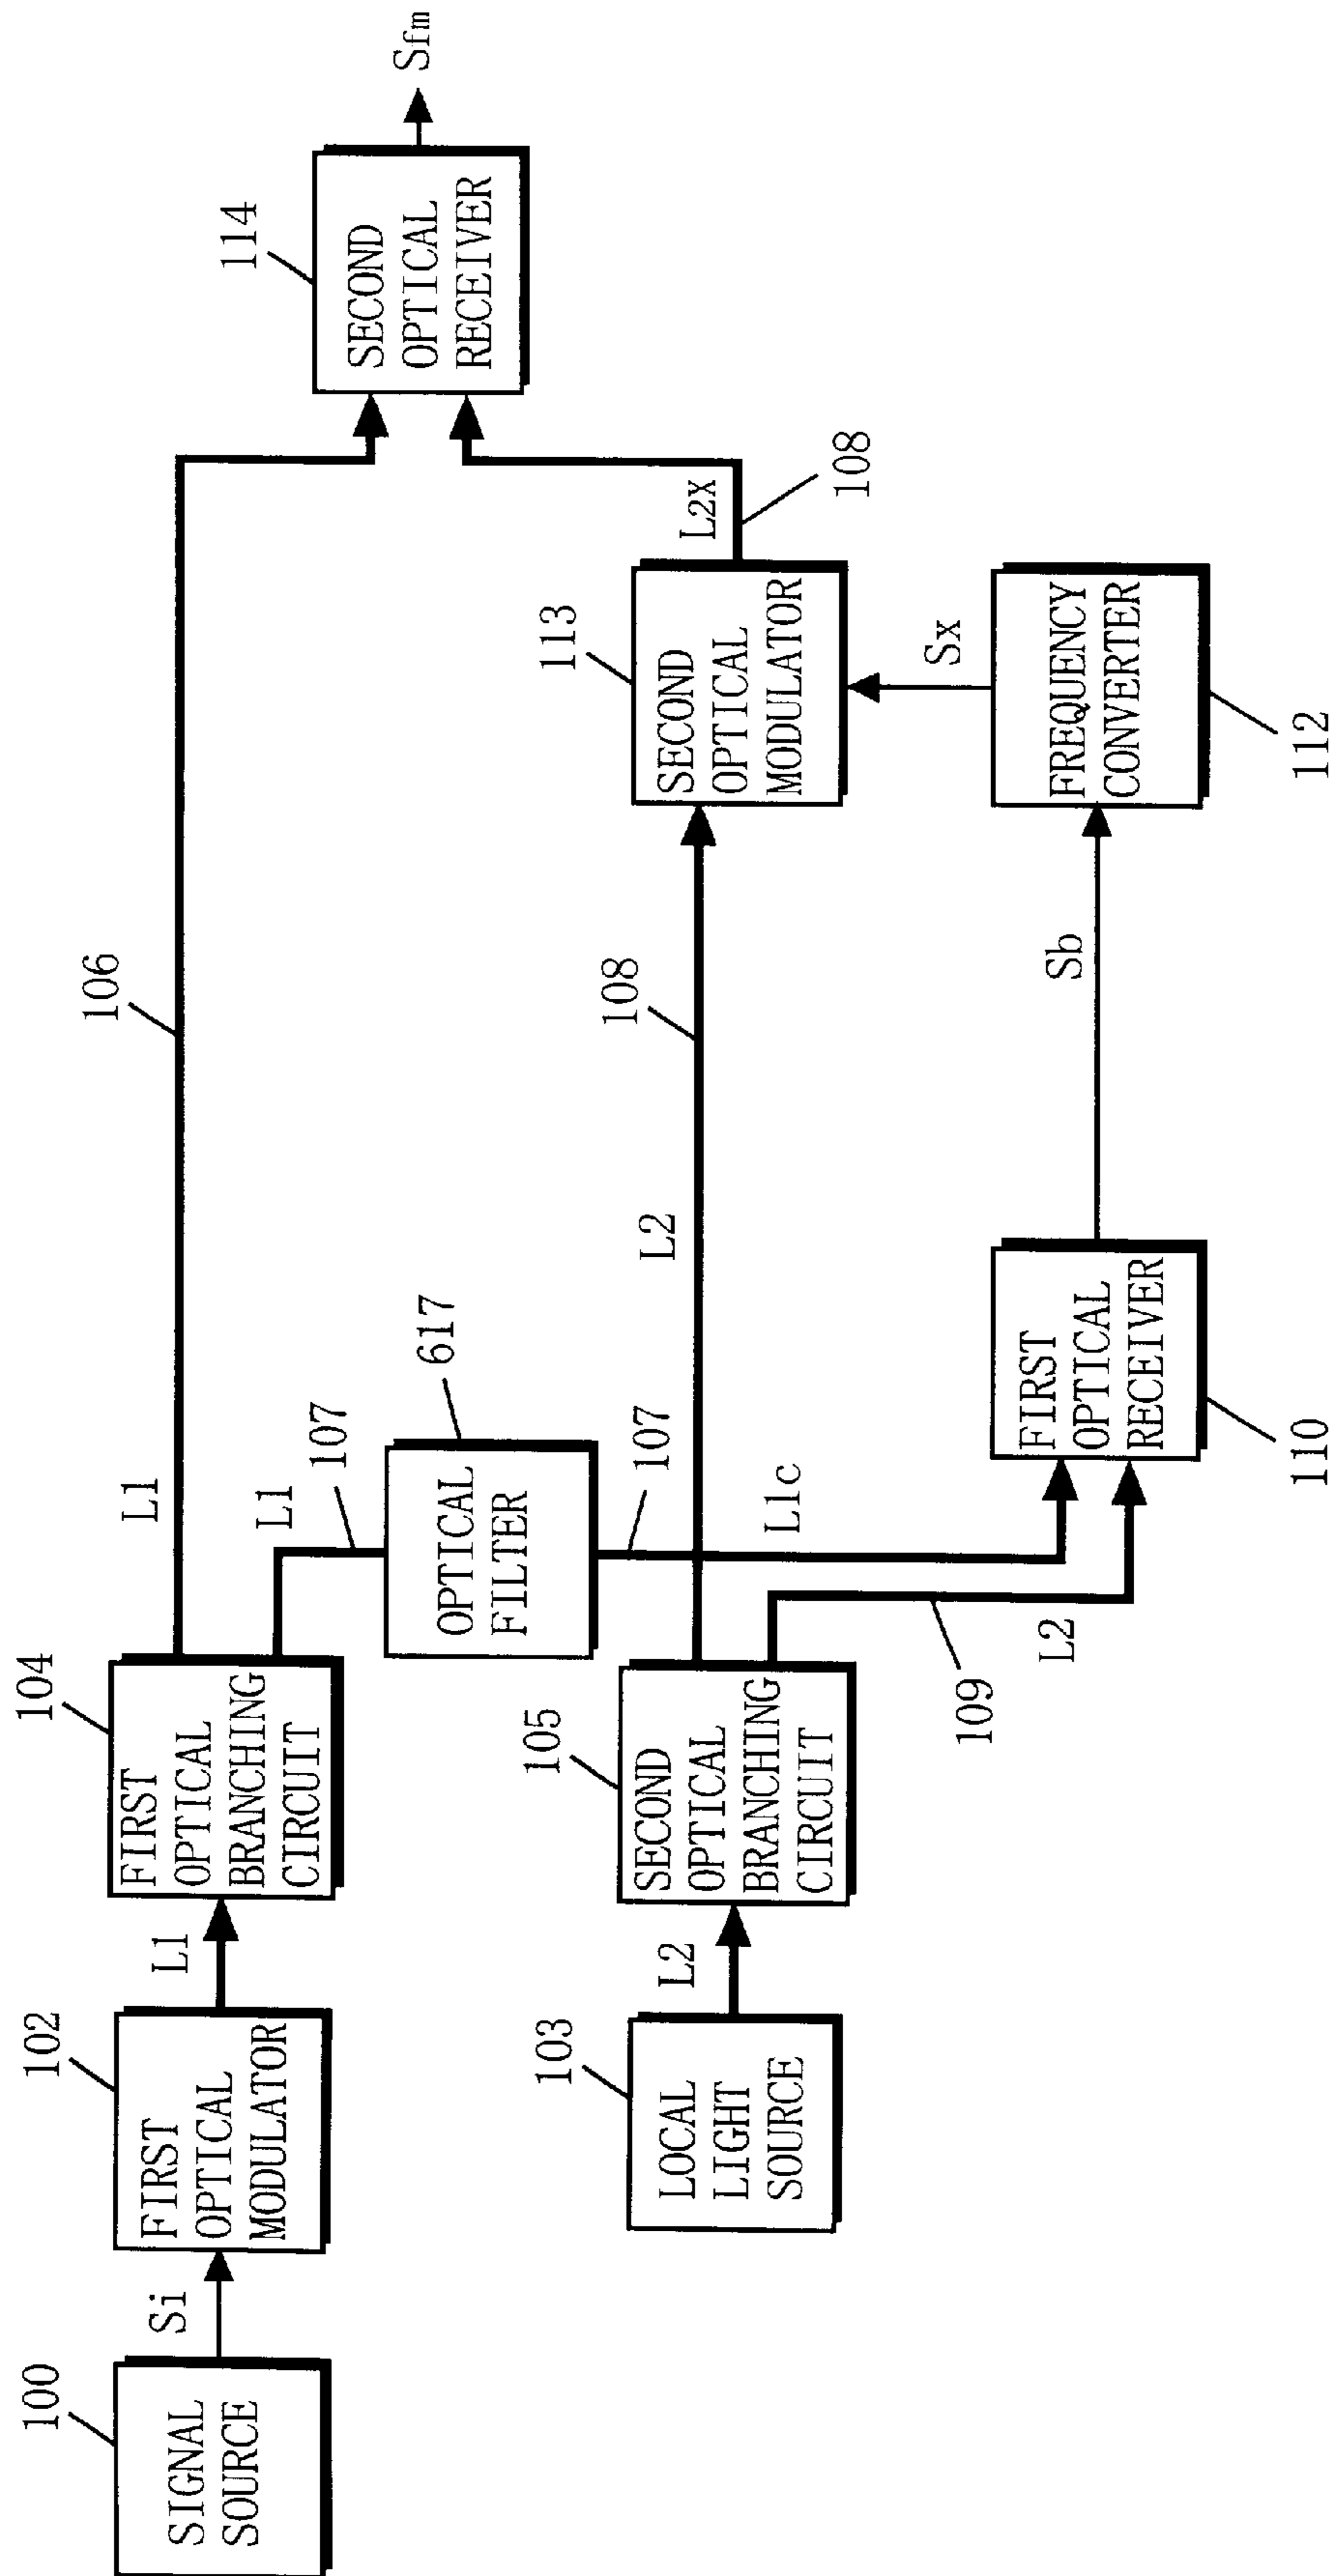 100
SIGNAL
SOURCE
Si
102
FIRST
OPTICAL
MODULATOR
L1
104
FIRST
OPTICAL
BRANCHING
CIRCUIT
L1
106
L1
107
OPTICAL
FILTER
617
107
L1c
103
LOCAL
LIGHT
SOURCE
L2
105
SECOND
OPTICAL
BRANCHING
CIRCUIT
L2
108
109
L2
FIRST
OPTICAL
RECEIVER
110
Sb
FREQUENCY
CONVERTER
112
Sx
113
SECOND
OPTICAL
MODULATOR
L2X
108
114
SECOND
OPTICAL
RECEIVER
Sfm